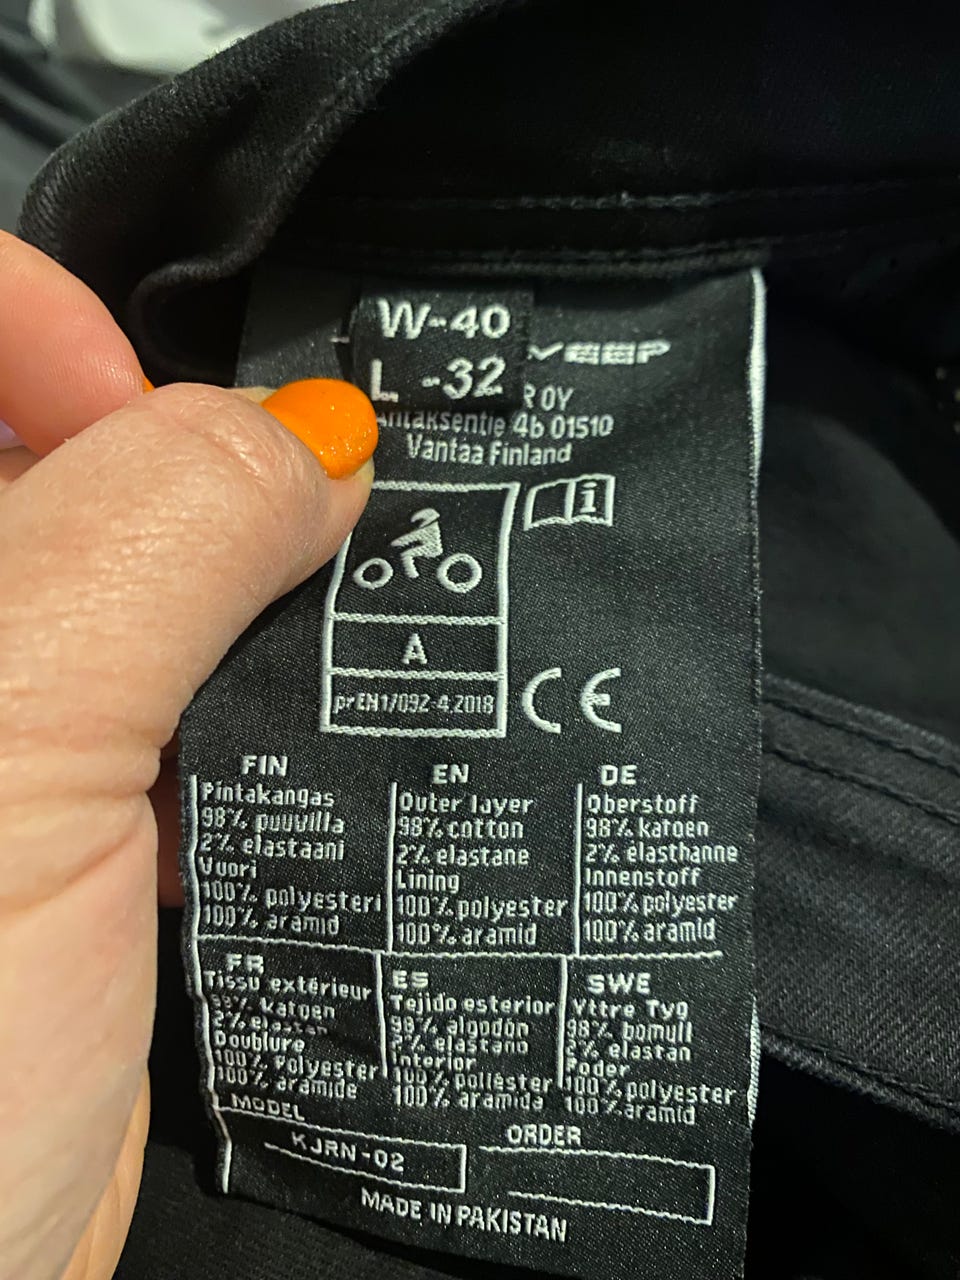 W-40
L-32
R OY
4b 01510
Vantaa Finland
i
A
prEN17092-4:2018
CE
FIN
Pintakangas
98% puuvilla
2% elastaani
Vuori
100% polyesteri
100% aramid
EN
Outer layer
98% cotton
2% elastane
Lining
100% polyester
100% aramid
DE
Oberstoff
98% katoen
2% elasthanne
Innenstoff
100% polyester
100% aramid
FR
Tissu extérieur
98% katoen
2% elastan
Doublure
100% Polyester
100% aramide
ES
Tejido esterior
98% algodón
2% elastano
Interior
100% poliéster
100% aramida
SWE
Yttre Tyg
98% bomull
2% elastan
Foder
100% polyester
100% aramid
MODEL
KJRN-02
ORDER
MADE IN PAKISTAN